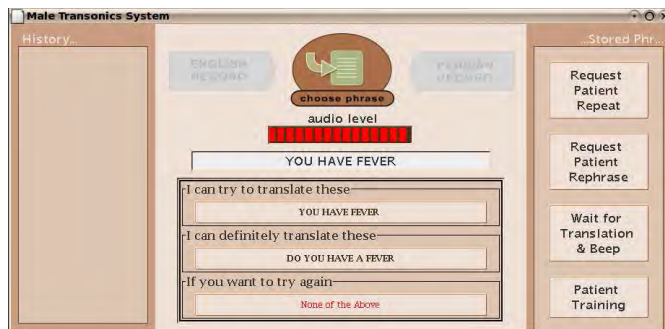 Male Transonics System
History...
ENGLISH
RECORD
choose phrase
PERSIAN
RECORD
audio level
YOU HAVE FEVER
I can try to translate these
YOU HAVE FEVER
I can definitely translate these
DO YOU HAVE A FEVER
If you want to try again
None of the Above
...Stored Phr...
Request
Patient
Repeat
Request
Patient
Rephrase
Wait for
Translation
& Beep
Patient
Training